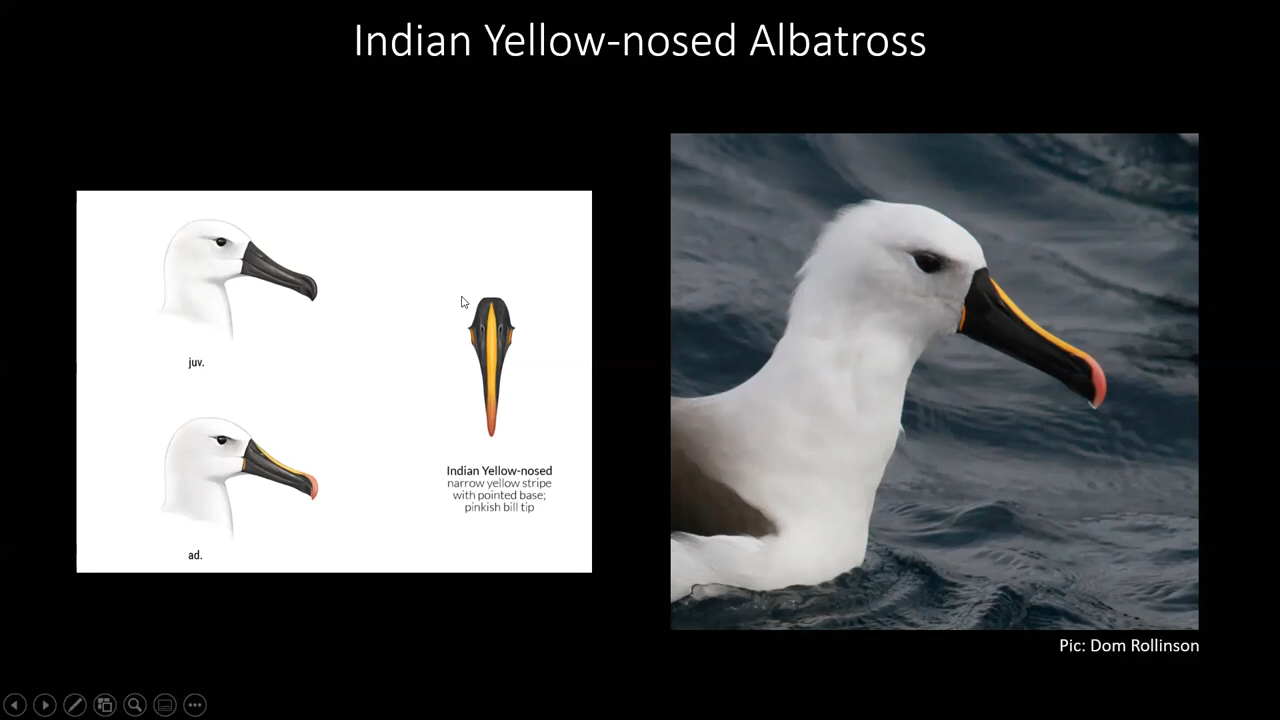 Indian Yellow-nosed Albatross
juv.
Indian Yellow-nosed
narrow yellow stripe
with pointed base;
pinkish bill tip
ad.
Pic: Dom Rollinson